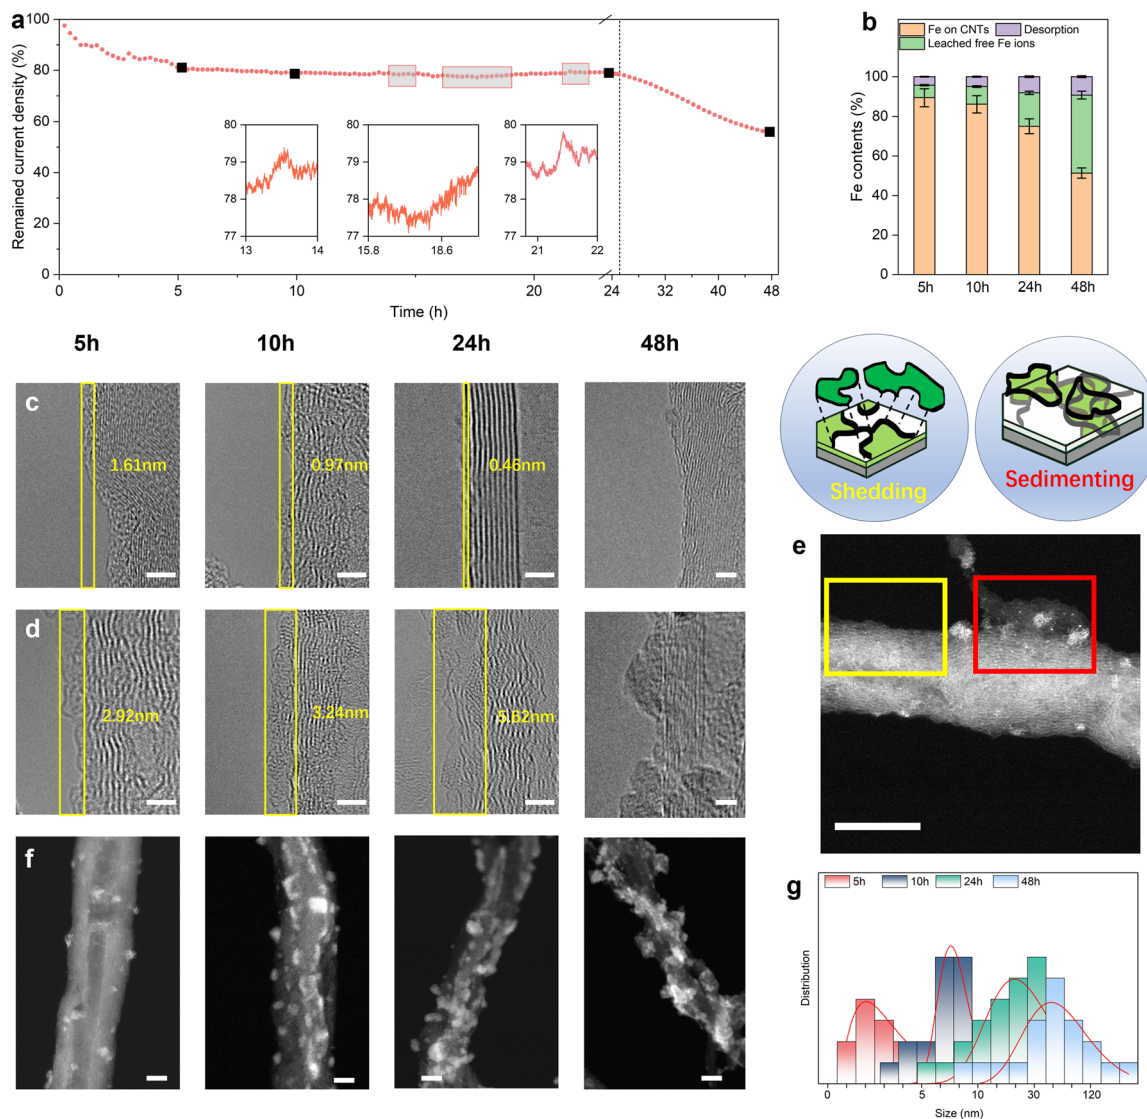 a
100
80
60
40
20
0
Remained current density (%)
80
79
78
77
13
14
80
79
78
77
15.8
18.6
80
79
78
77
21
22
0
5
10
15
20
24
32
40
48
Time (h)
b
Fe on CNTs
Desorption
Leached free Fe ions
100
80
60
40
20
0
Fe contents (%)
5h
10h
24h
48h
5h
10h
24h
48h
c
1.61nm
0.97nm
0.46nm
d
2.92nm
3.24nm
5.62nm
Shedding
Sedimenting
e
f
g
5h
10h
24h
48h
Distribution
0
5
10
30
120
Size (nm)